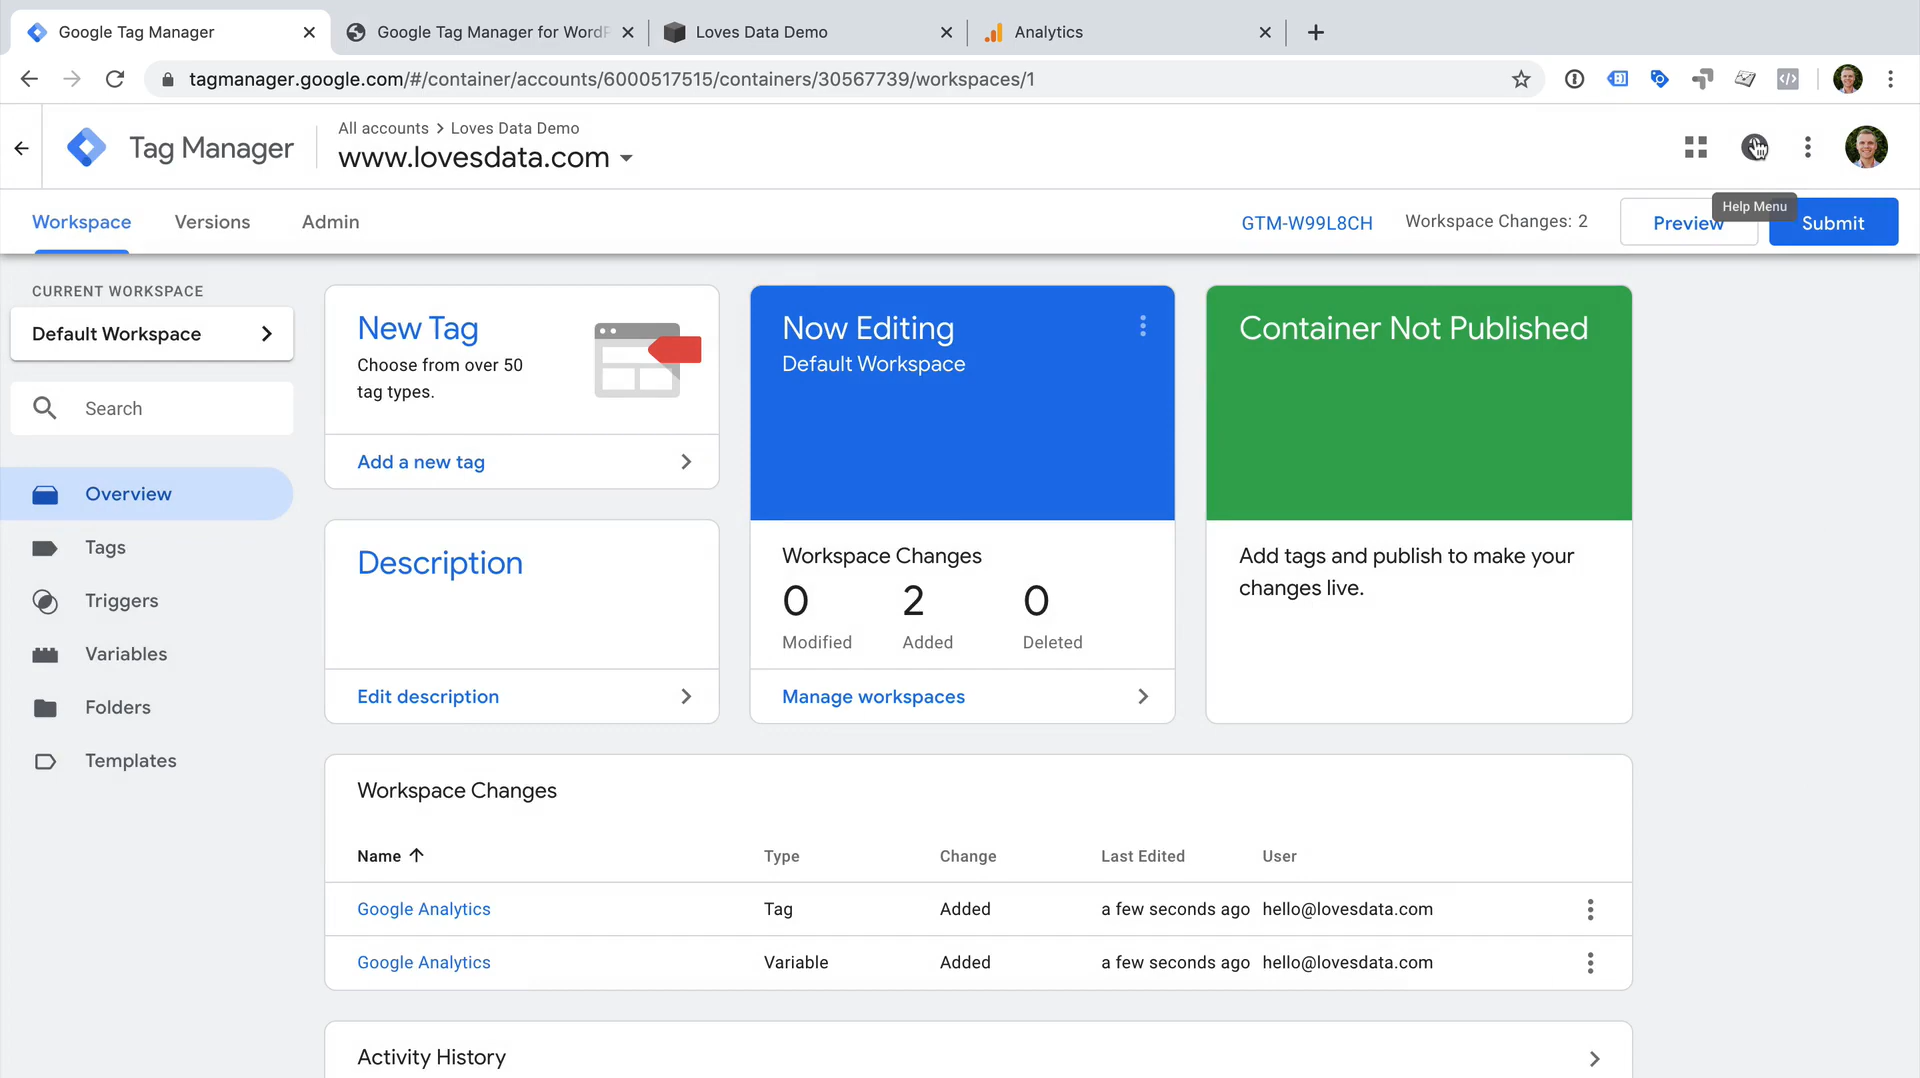 Google Tag Manager
Google Tag Manager for WordP
Loves Data Demo
Analytics
tagmanager.google.com/#/container/accounts/6000517515/containers/30567739/workspaces/1
Tag Manager
All accounts > Loves Data Demo
www.lovesdata.com
Workspace
Versions
Admin
GTM-W99L8CH
Workspace Changes: 2
Preview
Help Menu
Submit
CURRENT WORKSPACE
Default Workspace
Search
Overview
Tags
Triggers
Variables
Folders
Templates
New Tag
Choose from over 50
tag types.
Add a new tag
Description
Edit description
Now Editing
Default Workspace
Workspace Changes
0 2 0
Modified Added Deleted
Manage workspaces
Container Not Published
Add tags and publish to make your
changes live.
Workspace Changes
Name Type Change Last Edited User
Google Analytics Tag Added a few seconds ago hello@lovesdata.com
Google Analytics Variable Added a few seconds ago hello@lovesdata.com
Activity History